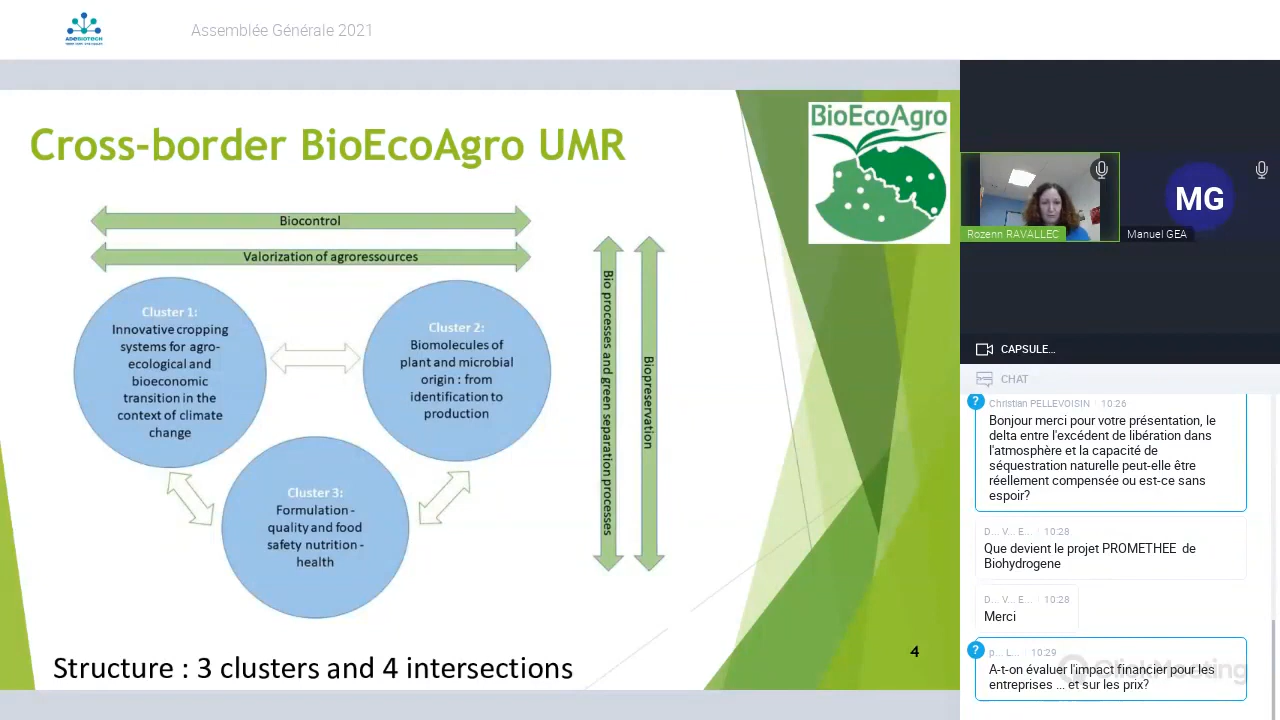 ADEBIOTECH
Assemblée Générale 2021
Cross-border BioEcoAgro UMR
BioEcoAgro
Biocontrol
Valorization of agroressources
Cluster 1:
Innovative cropping
systems for agro-
ecological and
bioeconomic
transition in the
context of climate
change
Cluster 2:
Biomolecules of
plant and microbial
origin : from
identification to
production
Cluster 3:
Formulation -
quality and food
safety nutrition -
health
Bio processes and green separation processes
Biopreservation
Structure : 3 clusters and 4 intersections
4
Rozenn RAVALLEC
MG
Manuel GEA
CAPSULE...
CHAT
? Christian PELLEVOISIN 10:26
Bonjour merci pour votre présentation, le
delta entre l'excédent de libération dans
l'atmosphère et la capacité de
séquestration naturelle peut-elle être
réellement compensée ou est-ce sans
espoir?
D... V... E... 10:28
Que devient le projet PROMETHEE de
Biohydrogene
D... V... E... 10:28
Merci
? p... L... 10:29
A-t-on évaluer l'impact financier pour les
entreprises ... et sur les prix?
ClickMeeting